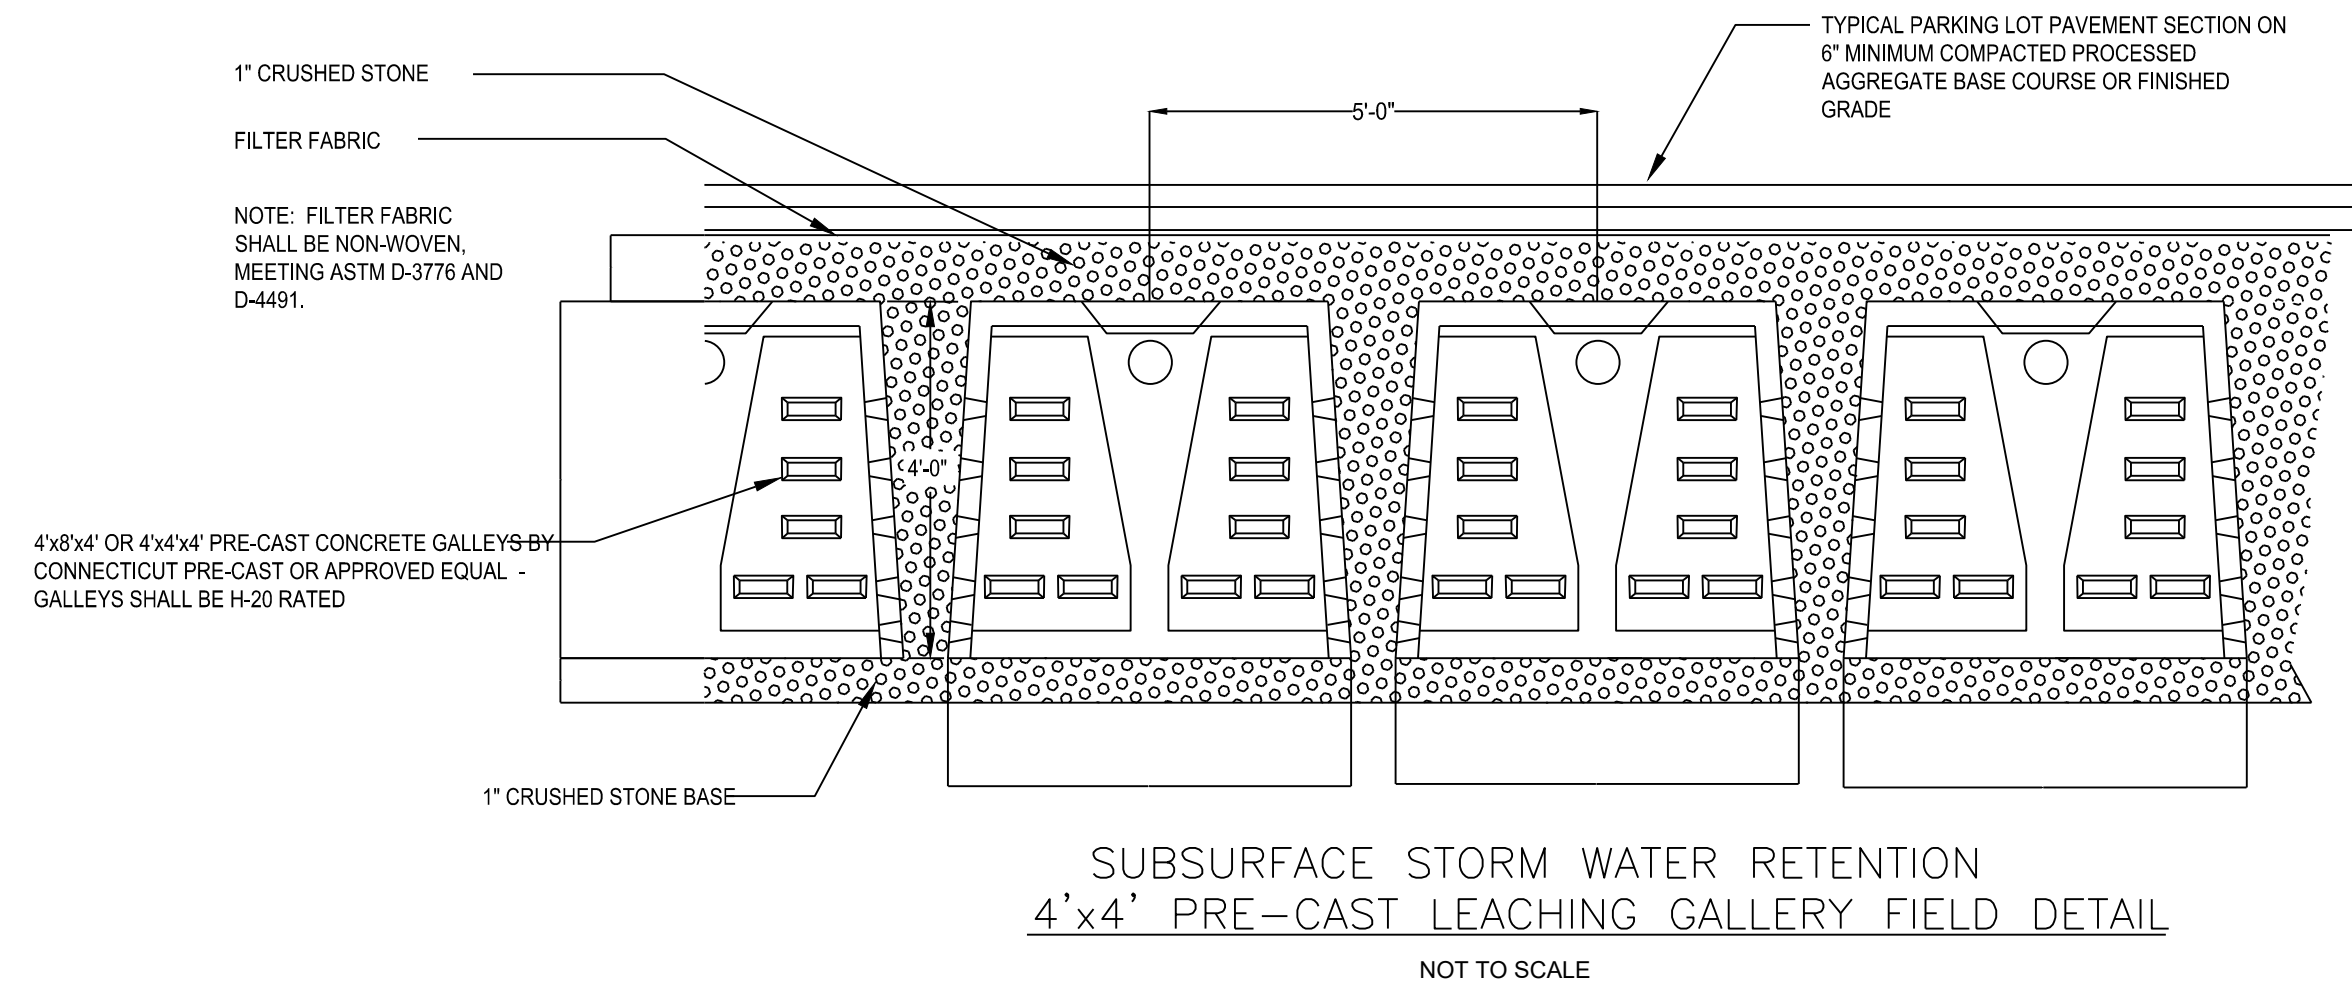 TYPICAL PARKING LOT PAVEMENT SECTION ON
6" MINIMUM COMPACTED PROCESSED
AGGREGATE BASE COURSE OR FINISHED
GRADE
1" CRUSHED STONE
5'-0"
FILTER FABRIC
NOTE: FILTER FABRIC
SHALL BE NON-WOVEN,
MEETING ASTM D-3776 AND
D-4491.
4'-0"
4'x8'x4' OR 4'x4'x4' PRE-CAST CONCRETE GALLEYS BY
CONNECTICUT PRE-CAST OR APPROVED EQUAL -
GALLEYS SHALL BE H-20 RATED
1" CRUSHED STONE BASE
SUBSURFACE STORM WATER RETENTION
4'x4' PRE-CAST LEACHING GALLERY FIELD DETAIL
NOT TO SCALE